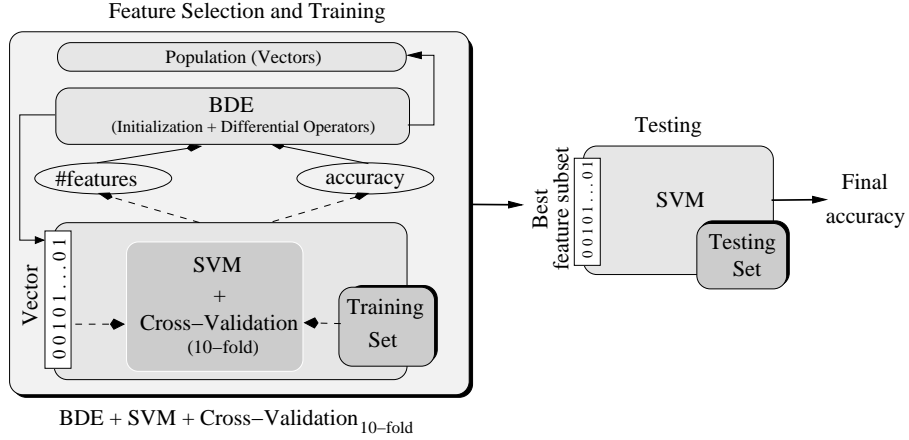 Feature Selection and Training
Population (Vectors)
BDE
(Initialization + Differential Operators)
#features
accuracy
Vector
0 0 1 0 1 . . . 0 1
SVM
+
Cross−Validation
(10−fold)
Training
Set
BDE + SVM + Cross−Validation10−fold
Testing
Best
feature subset
0 0 1 0 1 . . . 0 1
SVM
Testing
Set
Final
accuracy